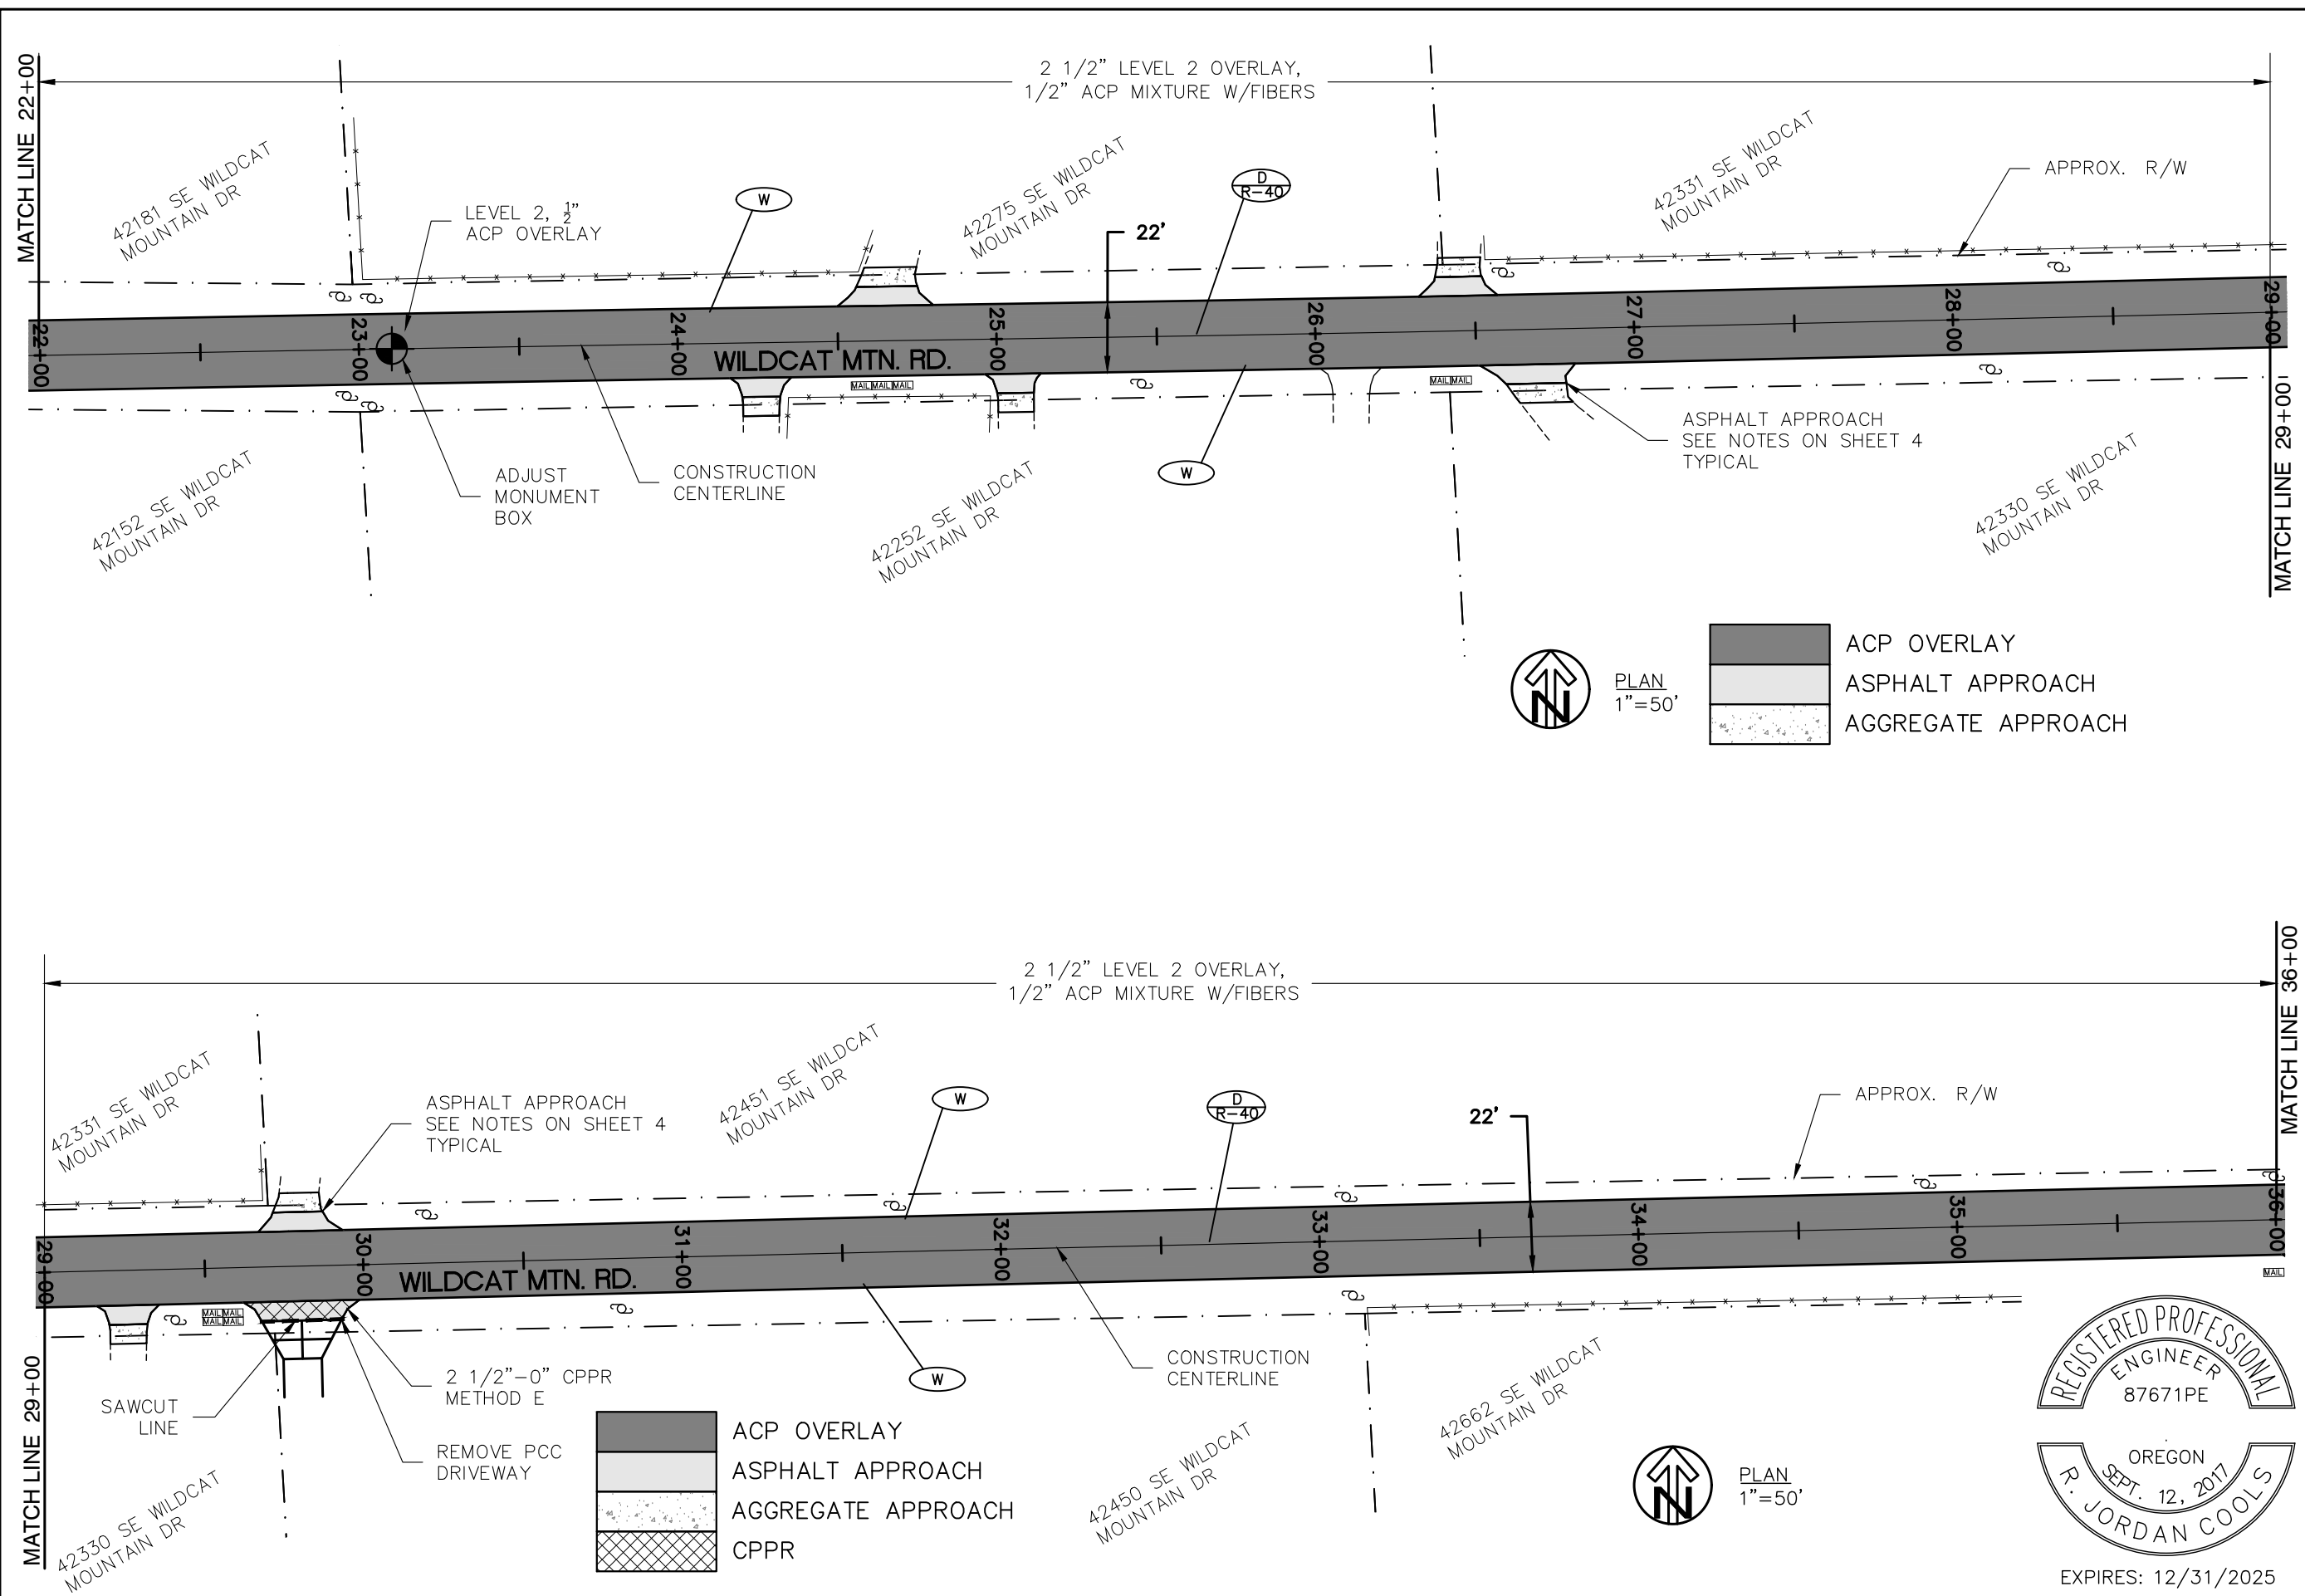 MATCH LINE 22+00
2 1/2" LEVEL 2 OVERLAY,
1/2" ACP MIXTURE W/FIBERS
42181 SE WILDCAT
MOUNTAIN DR
LEVEL 2, ½"
ACP OVERLAY
W
42275 SE WILDCAT
MOUNTAIN DR
D
R-40
22'
42331 SE WILDCAT
MOUNTAIN DR
APPROX. R/W
22+00
23+00
24+00
25+00
26+00
27+00
28+00
29+00
WILDCAT MTN. RD.
MAIL MAIL MAIL
MAIL MAIL
42152 SE WILDCAT
MOUNTAIN DR
ADJUST
MONUMENT
BOX
CONSTRUCTION
CENTERLINE
42252 SE WILDCAT
MOUNTAIN DR
W
ASPHALT APPROACH
SEE NOTES ON SHEET 4
TYPICAL
42330 SE WILDCAT
MOUNTAIN DR
MATCH LINE 29+00
N
PLAN
1"=50'
ACP OVERLAY
ASPHALT APPROACH
AGGREGATE APPROACH
2 1/2" LEVEL 2 OVERLAY,
1/2" ACP MIXTURE W/FIBERS
MATCH LINE 36+00
42331 SE WILDCAT
MOUNTAIN DR
ASPHALT APPROACH
SEE NOTES ON SHEET 4
TYPICAL
42451 SE WILDCAT
MOUNTAIN DR
W
D
R-40
22'
APPROX. R/W
29+00
30+00
31+00
32+00
33+00
34+00
35+00
36+00
WILDCAT MTN. RD.
MAIL MAIL
MAIL MAIL
MAIL
MATCH LINE 29+00
SAWCUT
LINE
2 1/2"-0" CPPR
METHOD E
REMOVE PCC
DRIVEWAY
W
CONSTRUCTION
CENTERLINE
42330 SE WILDCAT
MOUNTAIN DR
ACP OVERLAY
ASPHALT APPROACH
AGGREGATE APPROACH
CPPR
42450 SE WILDCAT
MOUNTAIN DR
42662 SE WILDCAT
MOUNTAIN DR
N
PLAN
1"=50'
REGISTERED PROFESSIONAL
ENGINEER
87671PE
OREGON
SEPT. 12, 2017
R. JORDAN COOLS
EXPIRES: 12/31/2025